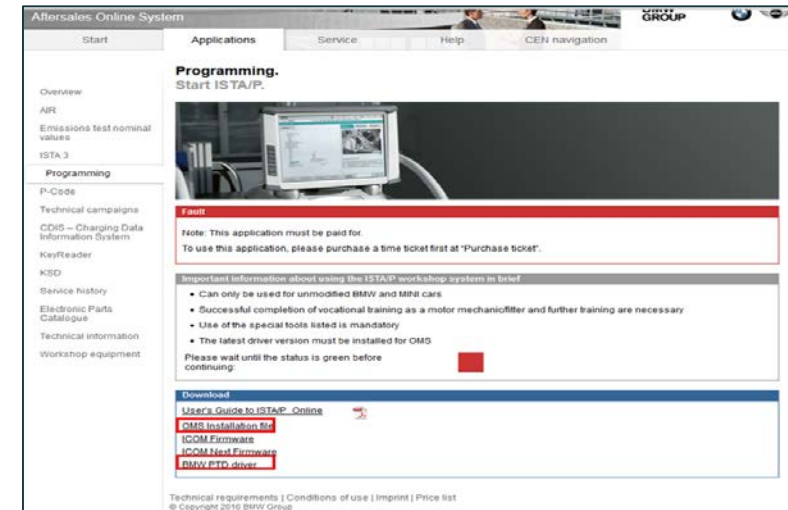 Aftersales Online System
GROUP
Start
Applications
Service
Help
CEN navigation
Programming.
Start ISTA/P.
Overview
AIR
Emissions test nominal
values
ISTA 3
Programming
P-Code
Technical campaigns
CDIS – Charging Data
Information System
KeyReader
KSD
Service history
Electronic Parts
Catalogue
Technical information
Workshop equipment
Fault
Note: This application must be paid for.
To use this application, please purchase a time ticket first at "Purchase ticket".
Important information about using the ISTA/P workshop system in brief
• Can only be used for unmodified BMW and MINI cars
• Successful completion of vocational training as a motor mechanic/fitter and further training are necessary
• Use of the special tools listed is mandatory
• The latest driver version must be installed for OMS
Please wait until the status is green before
continuing:
Download
User's Guide to ISTA/P Online
OMS Installation file
ICOM Firmware
ICOM Next Firmware
BMW PTD driver
Technical requirements | Conditions of use | Imprint | Price list
© Copyright 2016 BMW Group